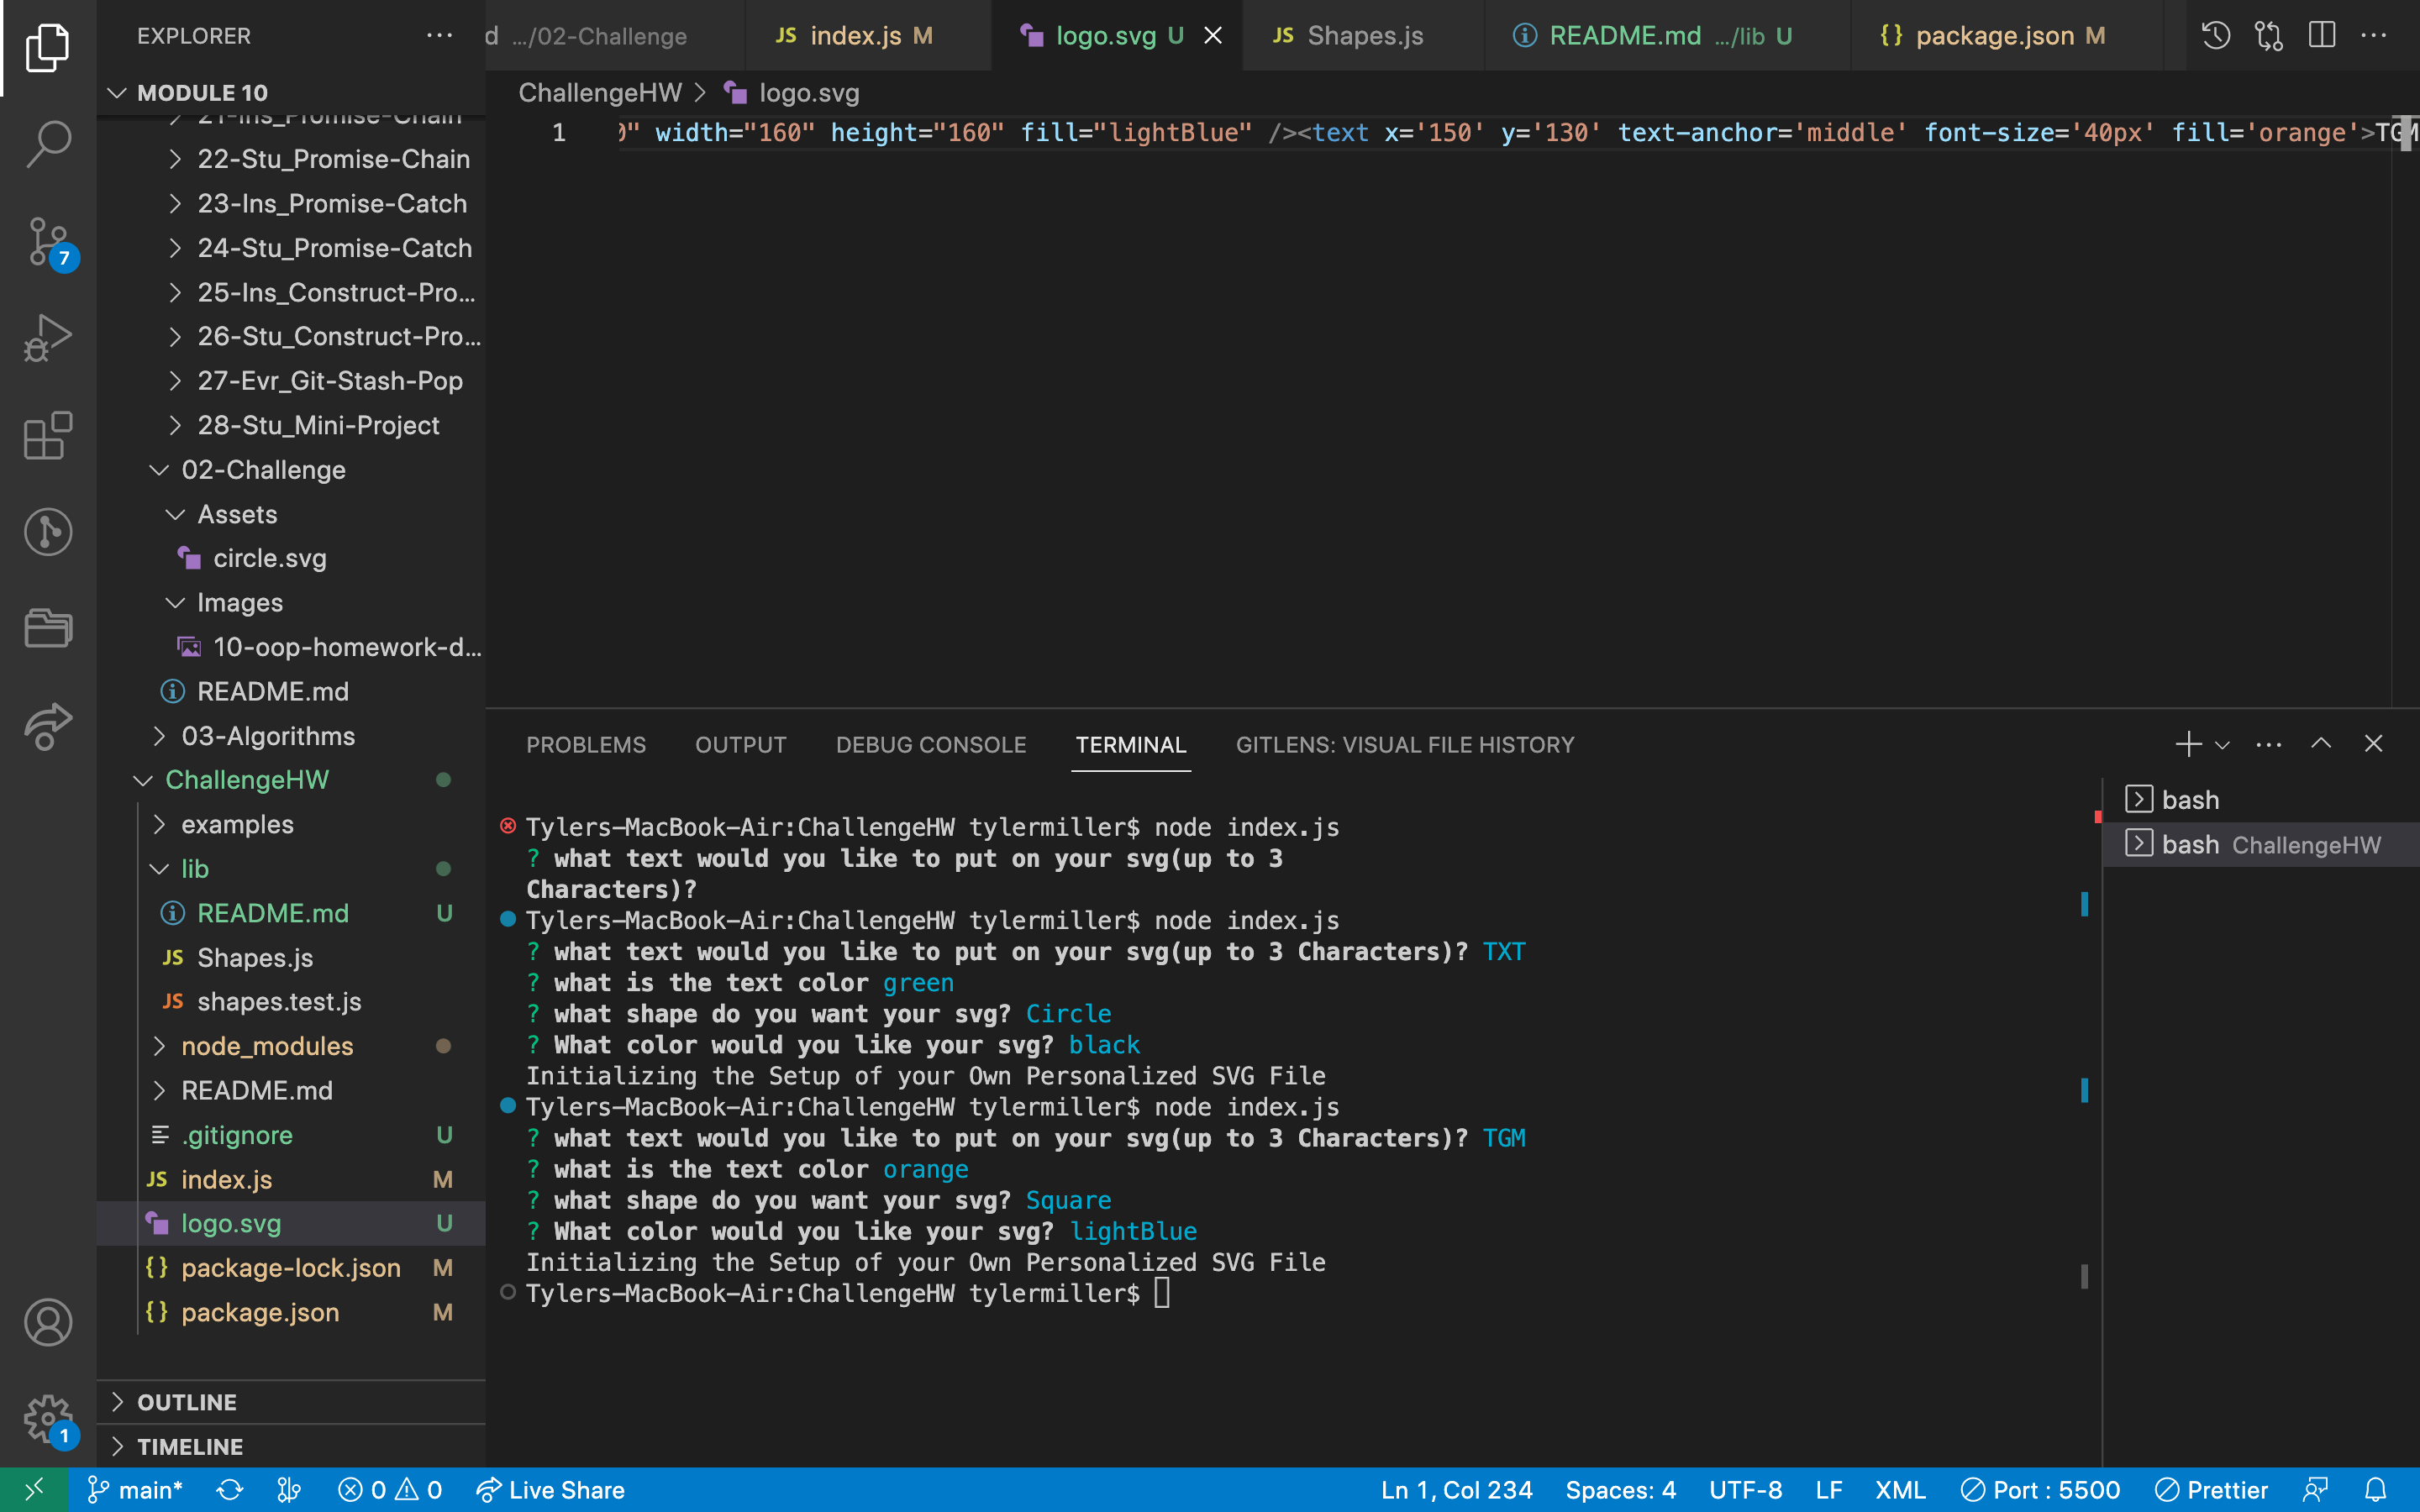 EXPLORER
MODULE 10
21-Ins_Promise-Chain
22-Stu_Promise-Chain
23-Ins_Promise-Catch
24-Stu_Promise-Catch
25-Ins_Construct-Pro...
26-Stu_Construct-Pro...
27-Evr_Git-Stash-Pop
28-Stu_Mini-Project
02-Challenge
Assets
circle.svg
Images
10-oop-homework-d...
README.md
03-Algorithms
ChallengeHW
examples
lib
README.md U
Shapes.js
shapes.test.js
node_modules
README.md
.gitignore U
index.js M
logo.svg U
package-lock.json M
package.json M
OUTLINE
TIMELINE
7
1
d .../02-Challenge
index.js M
logo.svg U
Shapes.js
README.md .../lib U
package.json M
ChallengeHW > logo.svg
1 0" width="160" height="160" fill="lightBlue" /><text x='150' y='130' text-anchor='middle' font-size='40px' fill='orange'>TGM
PROBLEMS OUTPUT DEBUG CONSOLE TERMINAL GITLENS: VISUAL FILE HISTORY
Tylers-MacBook-Air:ChallengeHW tylermiller$ node index.js
? what text would you like to put on your svg(up to 3
Characters)?
Tylers-MacBook-Air:ChallengeHW tylermiller$ node index.js
? what text would you like to put on your svg(up to 3 Characters)? TXT
? what is the text color green
? what shape do you want your svg? Circle
? What color would you like your svg? black
Initializing the Setup of your Own Personalized SVG File
Tylers-MacBook-Air:ChallengeHW tylermiller$ node index.js
? what text would you like to put on your svg(up to 3 Characters)? TGM
? what is the text color orange
? what shape do you want your svg? Square
? What color would you like your svg? lightBlue
Initializing the Setup of your Own Personalized SVG File
Tylers-MacBook-Air:ChallengeHW tylermiller$
bash
bash ChallengeHW
main* 0 0 Live Share Ln 1, Col 234 Spaces: 4 UTF-8 LF XML Port : 5500 Prettier